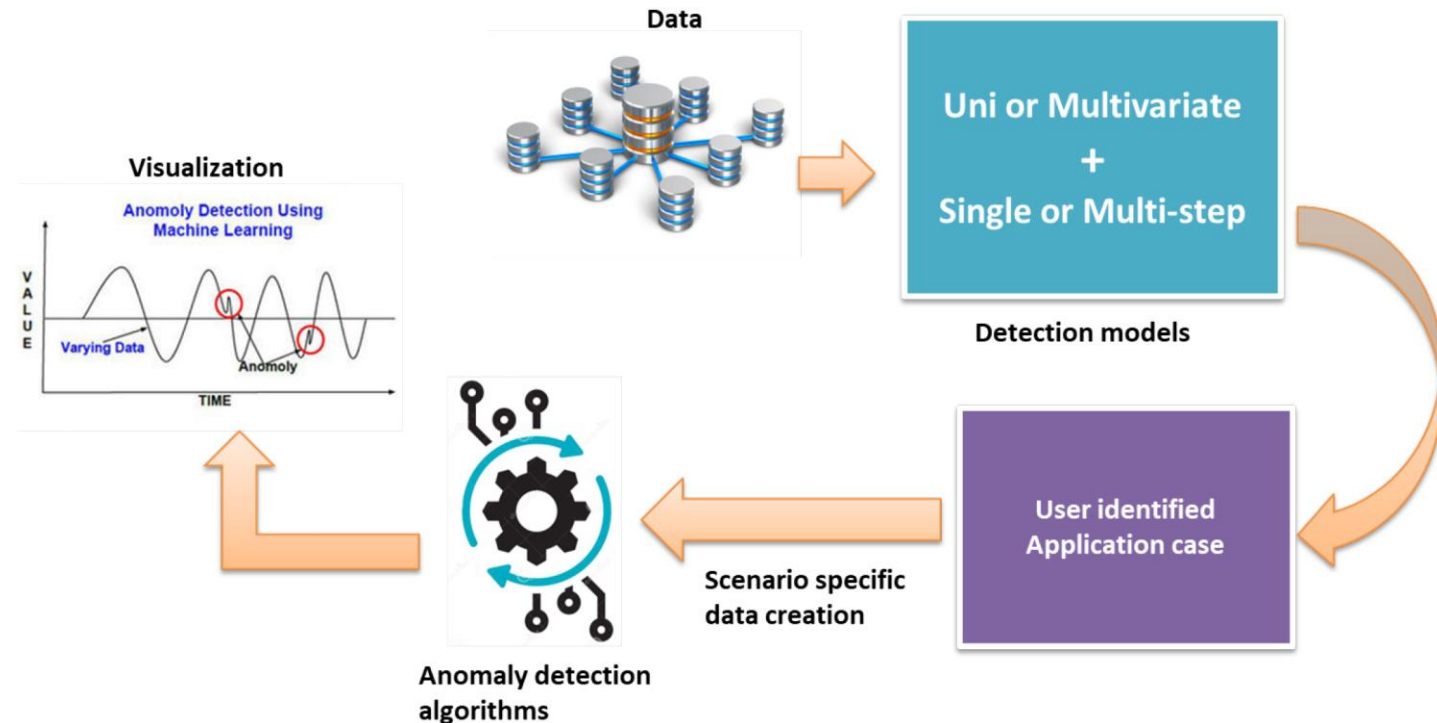 Data
Uni or Multivariate
+
Single or Multi-step
Detection models
User identified
Application case
Scenario specific
data creation
Anomaly detection
algorithms
Visualization
Anomoly Detection Using
Machine Learning
VALUE
Varying Data
Anomoly
TIME